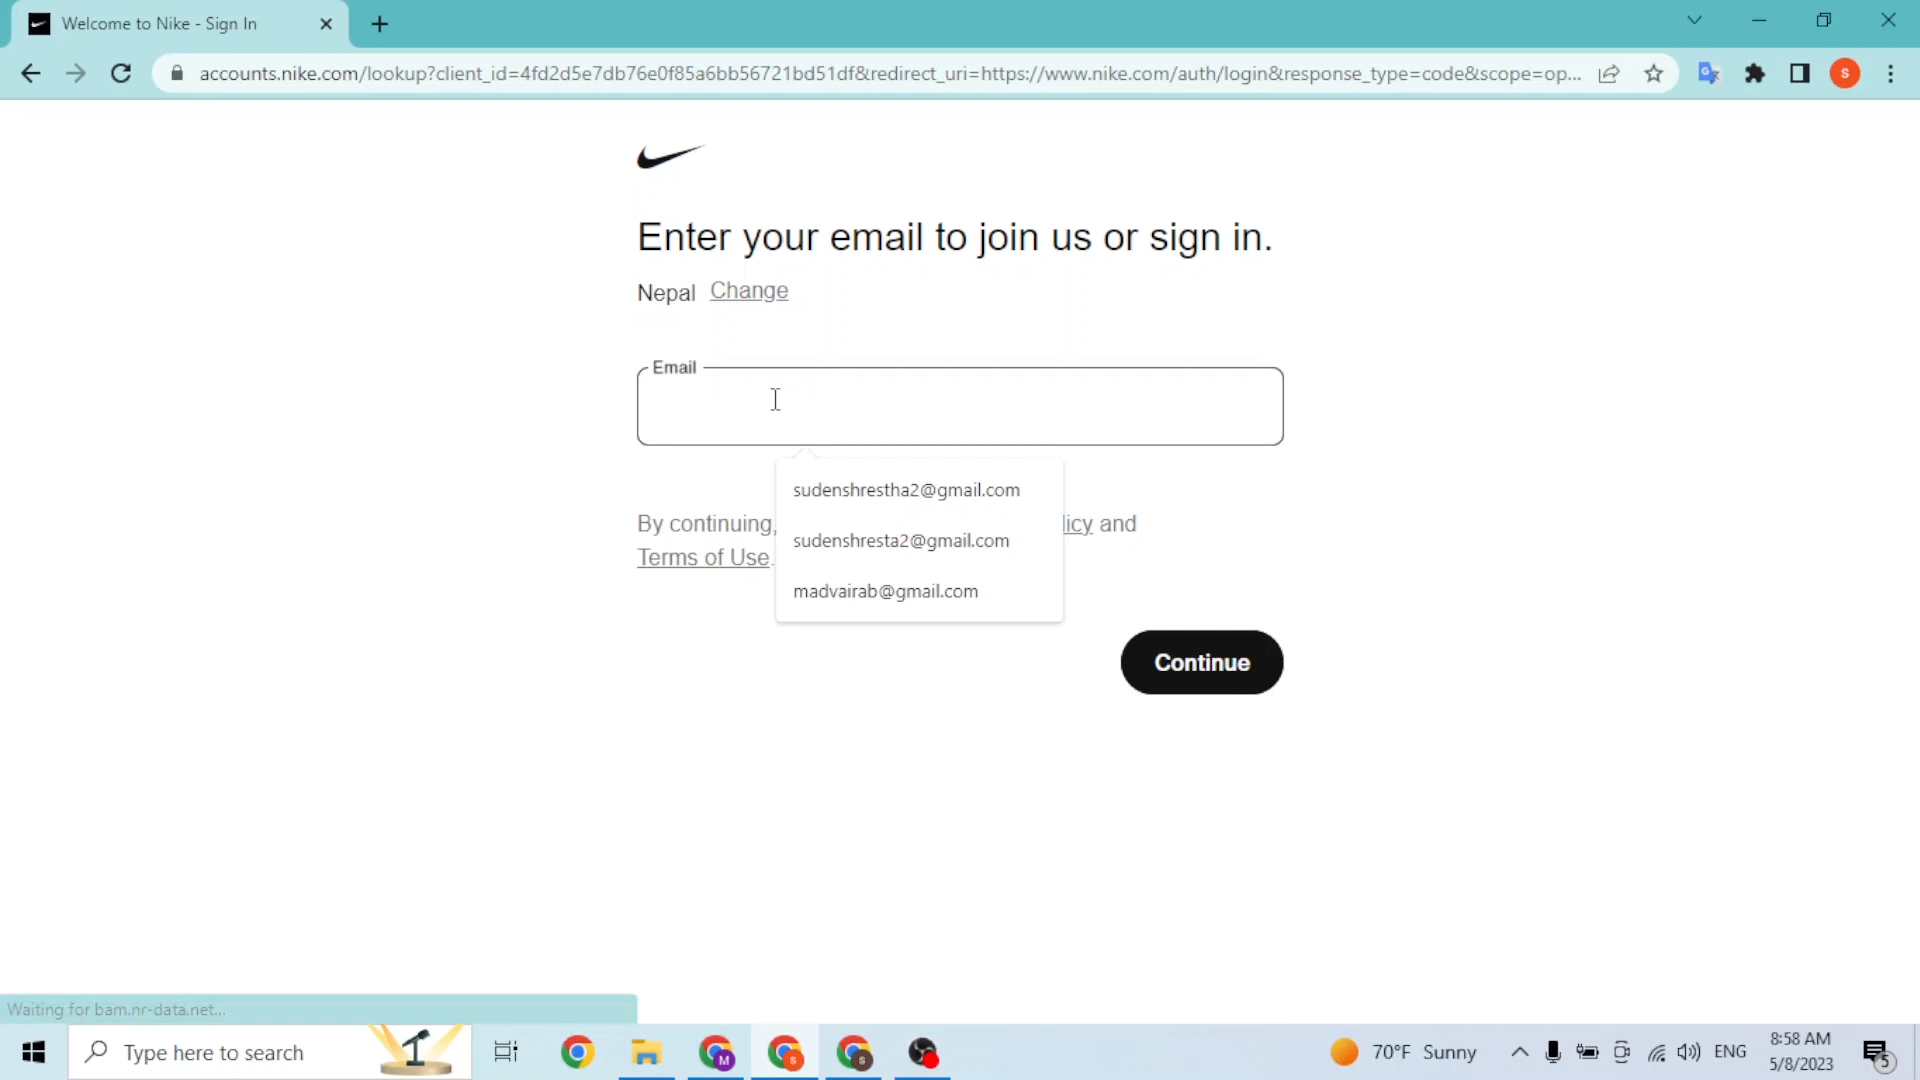 Welcome to Nike - Sign In
accounts.nike.com/lookup?client_id=4fd2d5e7db76e0f85a6bb56721bd51df&redirect_uri=https://www.nike.com/auth/login&response_type=code&scope=op...
S
Enter your email to join us or sign in.
Nepal Change
Email
sudenshrestha2@gmail.com
By continuing, licy and
sudenshresta2@gmail.com
Terms of Use.
madvairab@gmail.com
Continue
Waiting for bam.nr-data.net...
Type here to search
M
S
S
70°F Sunny
ENG
8:58 AM
5/8/2023
5